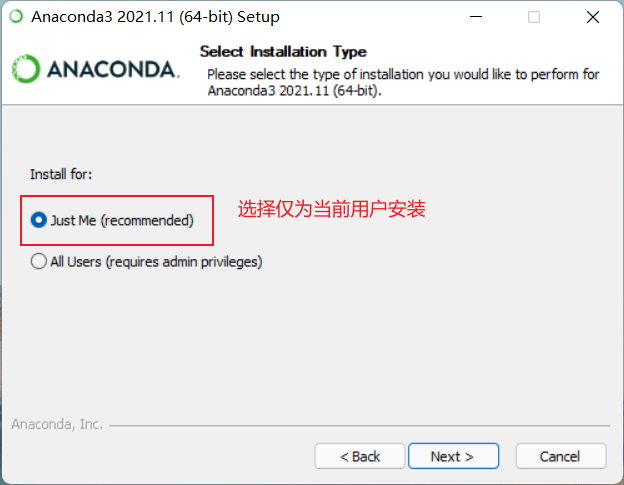 Anaconda3 2021.11 (64-bit) Setup
ANACONDA.
Select Installation Type
Please select the type of installation you would like to perform for
Anaconda3 2021.11 (64-bit).
Install for:
Just Me (recommended)
选择仅为当前用户安装
All Users (requires admin privileges)
Anaconda, Inc.
< Back
Next >
Cancel